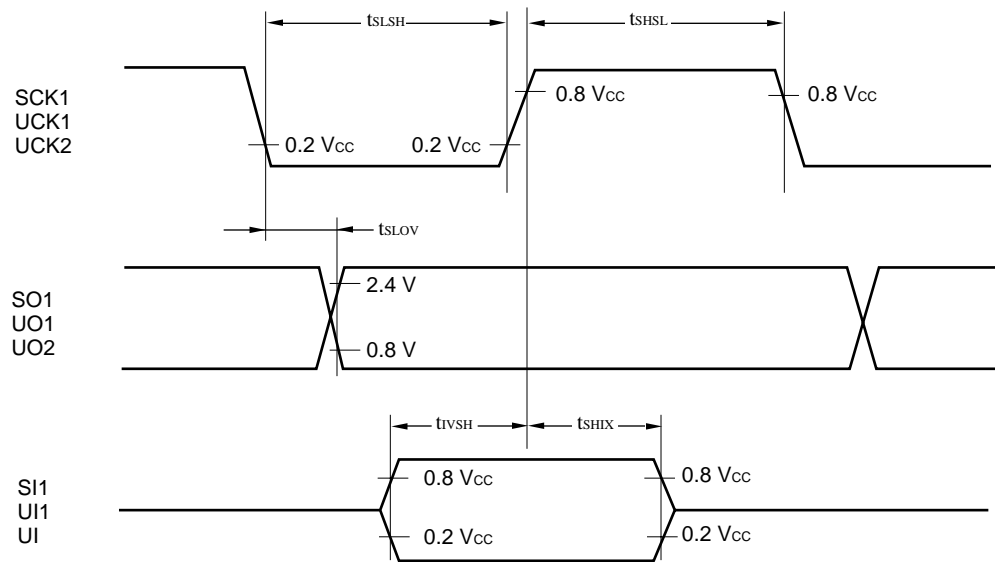 tSLSH
tSHSL
SCK1
UCK1
UCK2
0.8 VCC
0.8 VCC
0.2 VCC
0.2 VCC
tSLOV
SO1
UO1
UO2
2.4 V
0.8 V
tIVSH
tSHIX
SI1
UI1
UI
0.8 VCC
0.8 VCC
0.2 VCC
0.2 VCC